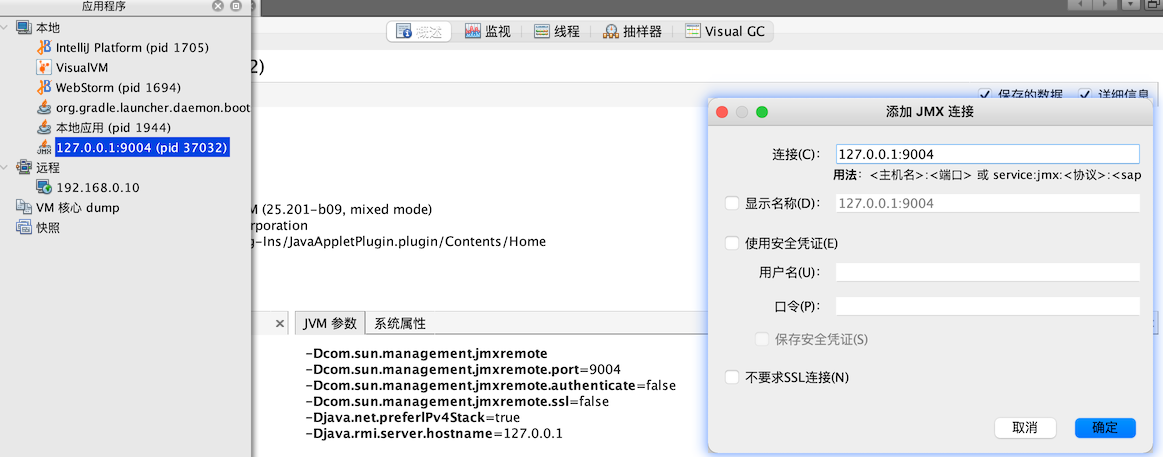 应用程序
本地
IntelliJ Platform (pid 1705)
VisualVM
WebStorm (pid 1694)
org.gradle.launcher.daemon.boot
本地应用 (pid 1944)
JMX 127.0.0.1:9004 (pid 37032)
远程
192.168.0.10
VM 核心 dump
快照
概述 监视 线程 抽样器 Visual GC
2)
保存的数据 详细信息
M (25.201-b09, mixed mode)
rporation
g-Ins/JavaAppletPlugin.plugin/Contents/Home
JVM 参数 系统属性
-Dcom.sun.management.jmxremote
-Dcom.sun.management.jmxremote.port=9004
-Dcom.sun.management.jmxremote.authenticate=false
-Dcom.sun.management.jmxremote.ssl=false
-Djava.net.preferIPv4Stack=true
-Djava.rmi.server.hostname=127.0.0.1
添加 JMX 连接
连接(C): 127.0.0.1:9004
用法: <主机名>:<端口> 或 service:jmx:<协议>:<sap
显示名称(D): 127.0.0.1:9004
使用安全凭证(E)
用户名(U):
口令(P):
保存安全凭证(S)
不要求SSL连接(N)
取消 确定